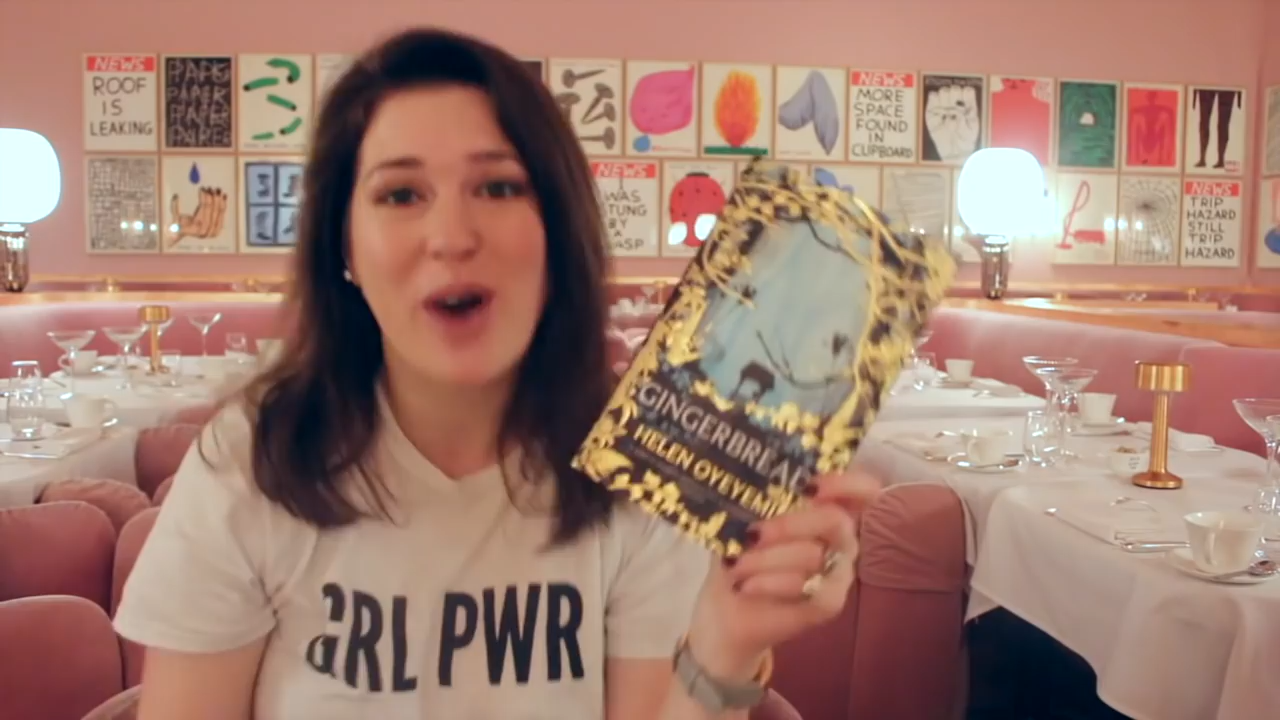 NEWS
ROOF
IS
LEAKING
NEWS
MORE
SPACE
FOUND
IN
CUPBOARD
NEWS
I
WAS
STUNG
BY
A
WASP
NEWS
TRIP
HAZARD
STILL
TRIP
HAZARD
GINGERBREAD
HELEN OYEYEMI
GRL PWR